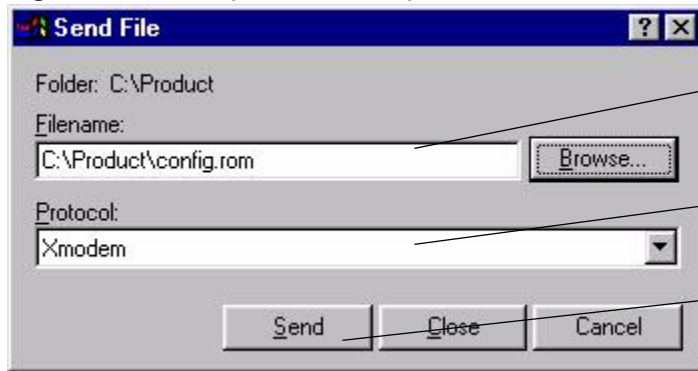 Send File
Folder: C:\Product
Filename:
C:\Product\config.rom
Browse...
Protocol:
Xmodem
Send
Close
Cancel